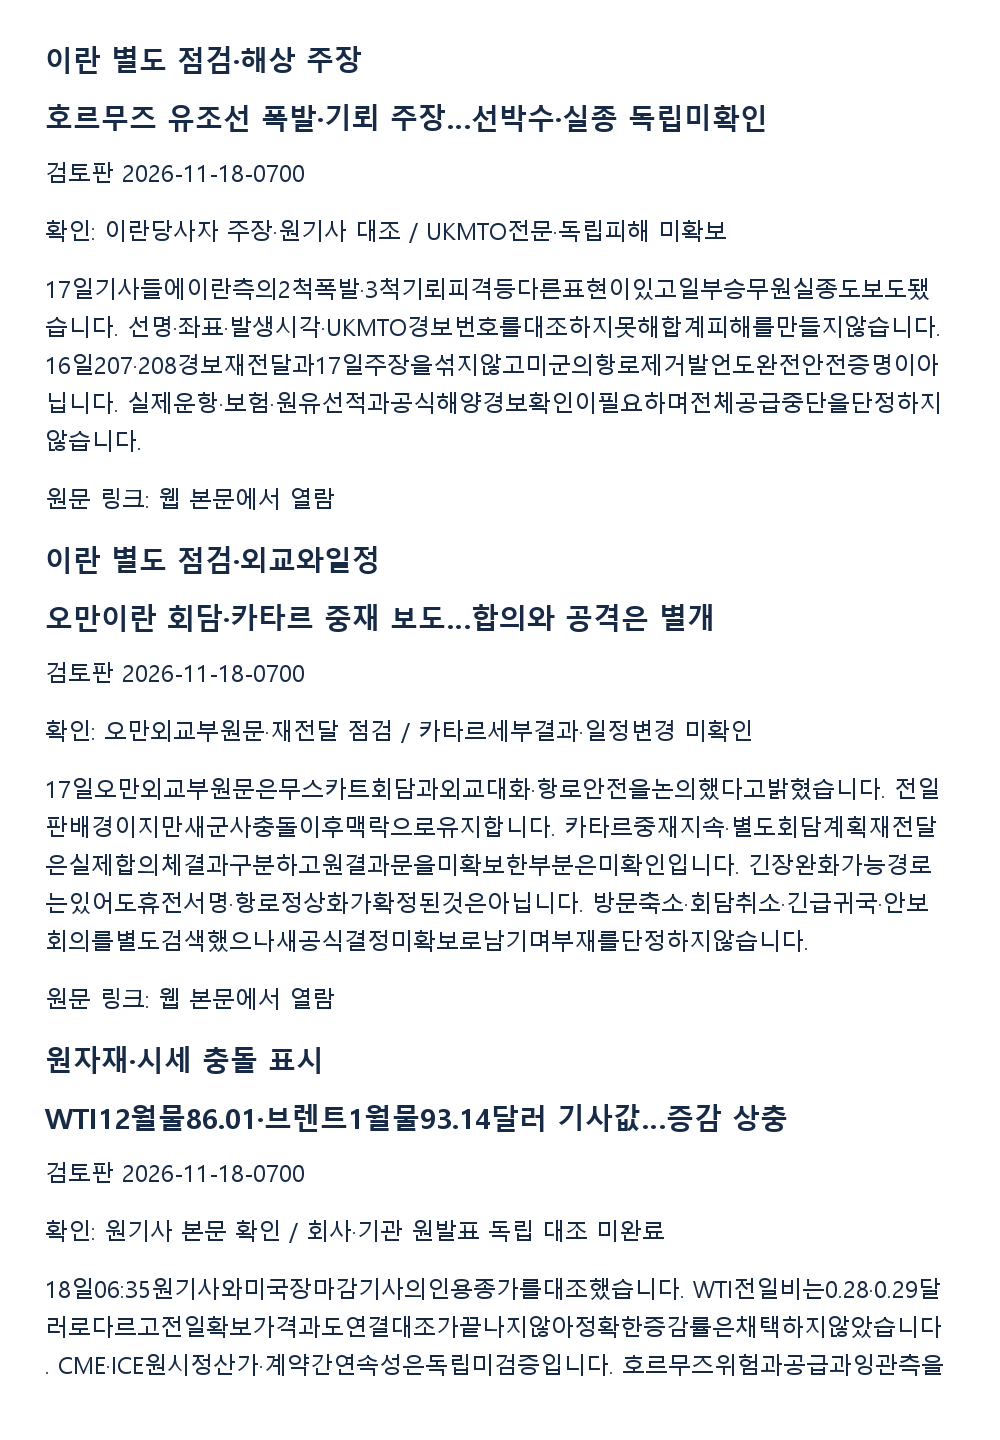 이란 별도 점검·해상 주장
호르무즈 유조선 폭발·기뢰 주장...선박수·실종 독립미확인
검토판 2026-11-18-0700
확인: 이란당사자 주장·원기사 대조 / UKMTO전문·독립피해 미확보
17일기사들에이란측의2척폭발·3척기뢰피격등다른표현이있고일부승무원실종도보도됐
습니다. 선명·좌표·발생시각·UKMTO경보번호를대조하지못해합계피해를만들지않습니다.
16일207·208경보재전달과17일주장을섞지않고미군의항로제거발언도완전안전증명이아
닙니다. 실제운항·보험·원유선적과공식해양경보확인이필요하며전체공급중단을단정하지
않습니다.
원문 링크: 웹 본문에서 열람
이란 별도 점검·외교와일정
오만이란 회담·카타르 중재 보도...합의와 공격은 별개
검토판 2026-11-18-0700
확인: 오만외교부원문·재전달 점검 / 카타르세부결과·일정변경 미확인
17일오만외교부원문은무스카트회담과외교대화·항로안전을논의했다고밝혔습니다. 전일
판배경이지만새군사충돌이후맥락으로유지합니다. 카타르중재지속·별도회담계획재전달
은실제합의체결과구분하고원결과문을미확보한부분은미확인입니다. 긴장완화가능경로
는있어도휴전서명·항로정상화가확정된것은아닙니다. 방문축소·회담취소·긴급귀국·안보
회의를별도검색했으나새공식결정미확보로남기며부재를단정하지않습니다.
원문 링크: 웹 본문에서 열람
원자재·시세 충돌 표시
WTI12월물86.01·브렌트1월물93.14달러 기사값...증감 상충
검토판 2026-11-18-0700
확인: 원기사 본문 확인 / 회사·기관 원발표 독립 대조 미완료
18일06:35원기사와미국장마감기사의인용종가를대조했습니다. WTI전일비는0.28·0.29달
러로다르고전일확보가격과도연결대조가끝나지않아정확한증감률은채택하지않았습니다
. CME·ICE원시정산가·계약간연속성은독립미검증입니다. 호르무즈위험과공급과잉관측을